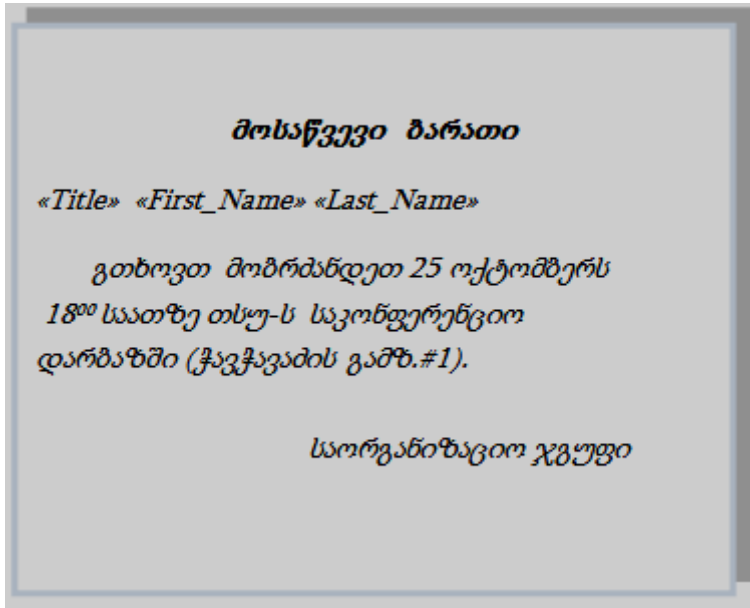 მოსაწვევი ბარათი
«Title» «First_Name» «Last_Name»
გთხოვთ მობრძანდეთ 25 ოქტომბერს
18⁰⁰ საათზე თსუ-ს საკონფერენციო
დარბაზში (ჭავჭავაძის გამზ.#1).
საორგანიზაციო ჯგუფი